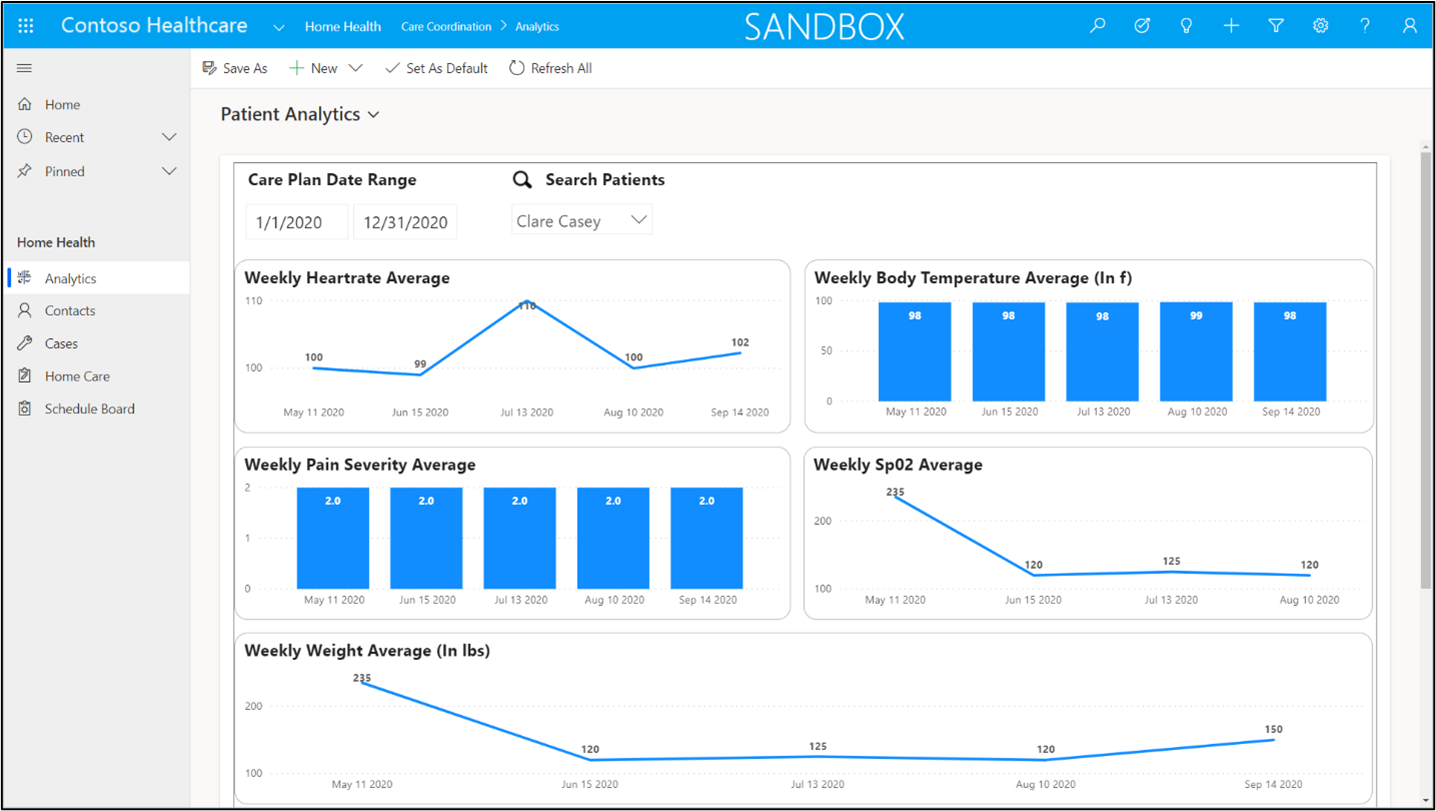 Contoso Healthcare Home Health Care Coordination > Analytics SANDBOX ?
Save As New Set As Default Refresh All
Home
Recent
Pinned
Home Health
Analytics
Contacts
Cases
Home Care
Schedule Board
Patient Analytics
Care Plan Date Range Search Patients
1/1/2020 12/31/2020 Clare Casey
Weekly Heartrate Average
110
100
100 99 110 100 102
May 11 2020 Jun 15 2020 Jul 13 2020 Aug 10 2020 Sep 14 2020
Weekly Body Temperature Average (In f)
100
50
0
98 98 98 99 98
May 11 2020 Jun 15 2020 Jul 13 2020 Aug 10 2020 Sep 14 2020
Weekly Pain Severity Average
2
1
0
2.0 2.0 2.0 2.0 2.0
May 11 2020 Jun 15 2020 Jul 13 2020 Aug 10 2020 Sep 14 2020
Weekly Sp02 Average
200
100
235 120 125 120
May 11 2020 Jun 15 2020 Jul 13 2020 Aug 10 2020
Weekly Weight Average (In lbs)
200
100
235 120 125 120 150
May 11 2020 Jun 15 2020 Jul 13 2020 Aug 10 2020 Sep 14 2020